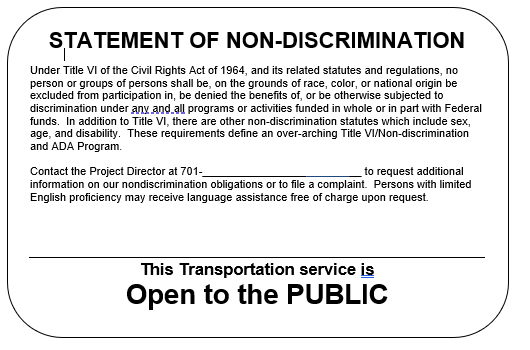 STATEMENT OF NON-DISCRIMINATION
Under Title VI of the Civil Rights Act of 1964, and its related statutes and regulations, no
person or groups of persons shall be, on the grounds of race, color, or national origin be
excluded from participation in, be denied the benefits of, or be otherwise subjected to
discrimination under any and all programs or activities funded in whole or in part with Federal
funds.  In addition to Title VI, there are other non-discrimination statutes which include sex,
age, and disability.  These requirements define an over-arching Title VI/Non-discrimination
and ADA Program.
Contact the Project Director at 701-__________________________ to request additional
information on our nondiscrimination obligations or to file a complaint.  Persons with limited
English proficiency may receive language assistance free of charge upon request.
This Transportation service is
Open to the PUBLIC